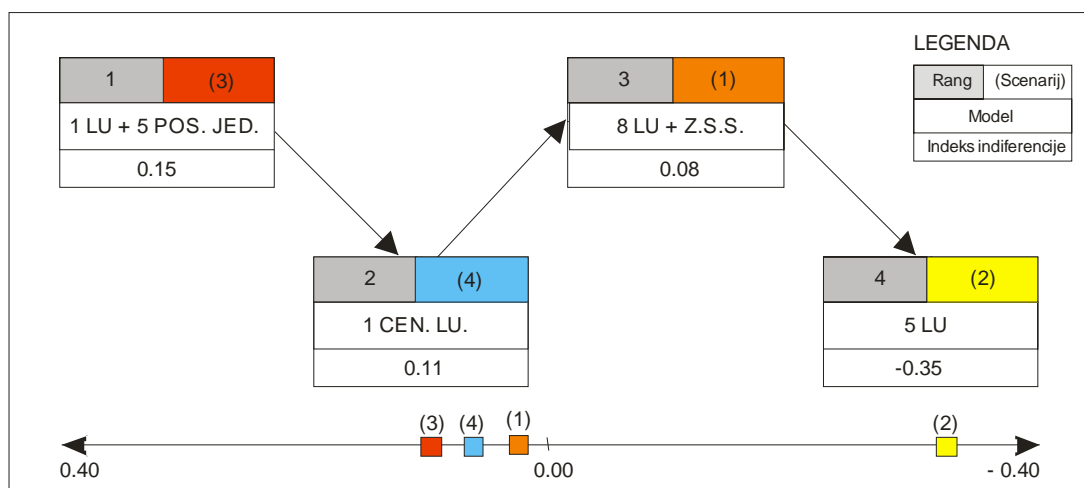 LEGENDA
Rang (Scenarij)
Model
Indeks indiferencije
1 (3)
1 LU + 5 POS. JED.
0.15
3 (1)
8 LU + Z.S.S.
0.08
2 (4)
1 CEN. LU.
0.11
4 (2)
5 LU
-0.35
(3) (4) (1) (2)
0.40 0.00 - 0.40